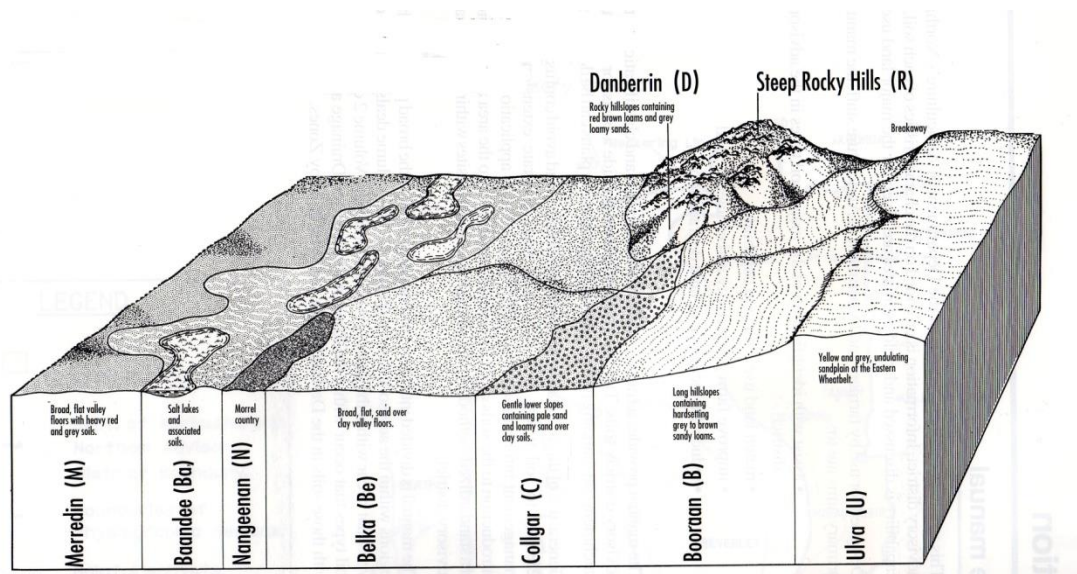 Danberrin (D)
Rocky hillslopes containing
red brown loams and grey
loamy sands.
Steep Rocky Hills (R)
Breakaway
Broad, flat valley
floors with heavy red
and grey soils.
Salt lakes
and
associated
soils.
Morrel
country
Broad, flat, sand over
clay valley floors.
Gentle lower slopes
containing pale sand
and loamy sand over
clay soils.
Long hillslopes
containing
hardsetting
grey to brown
sandy loams.
Yellow and grey, undulating
sandplain of the Eastern
Wheatbelt.
Merredin (M)
Baandee (Ba)
Nangeenan (N)
Belka (Be)
Collgar (C)
Booraan (B)
Ulva (U)